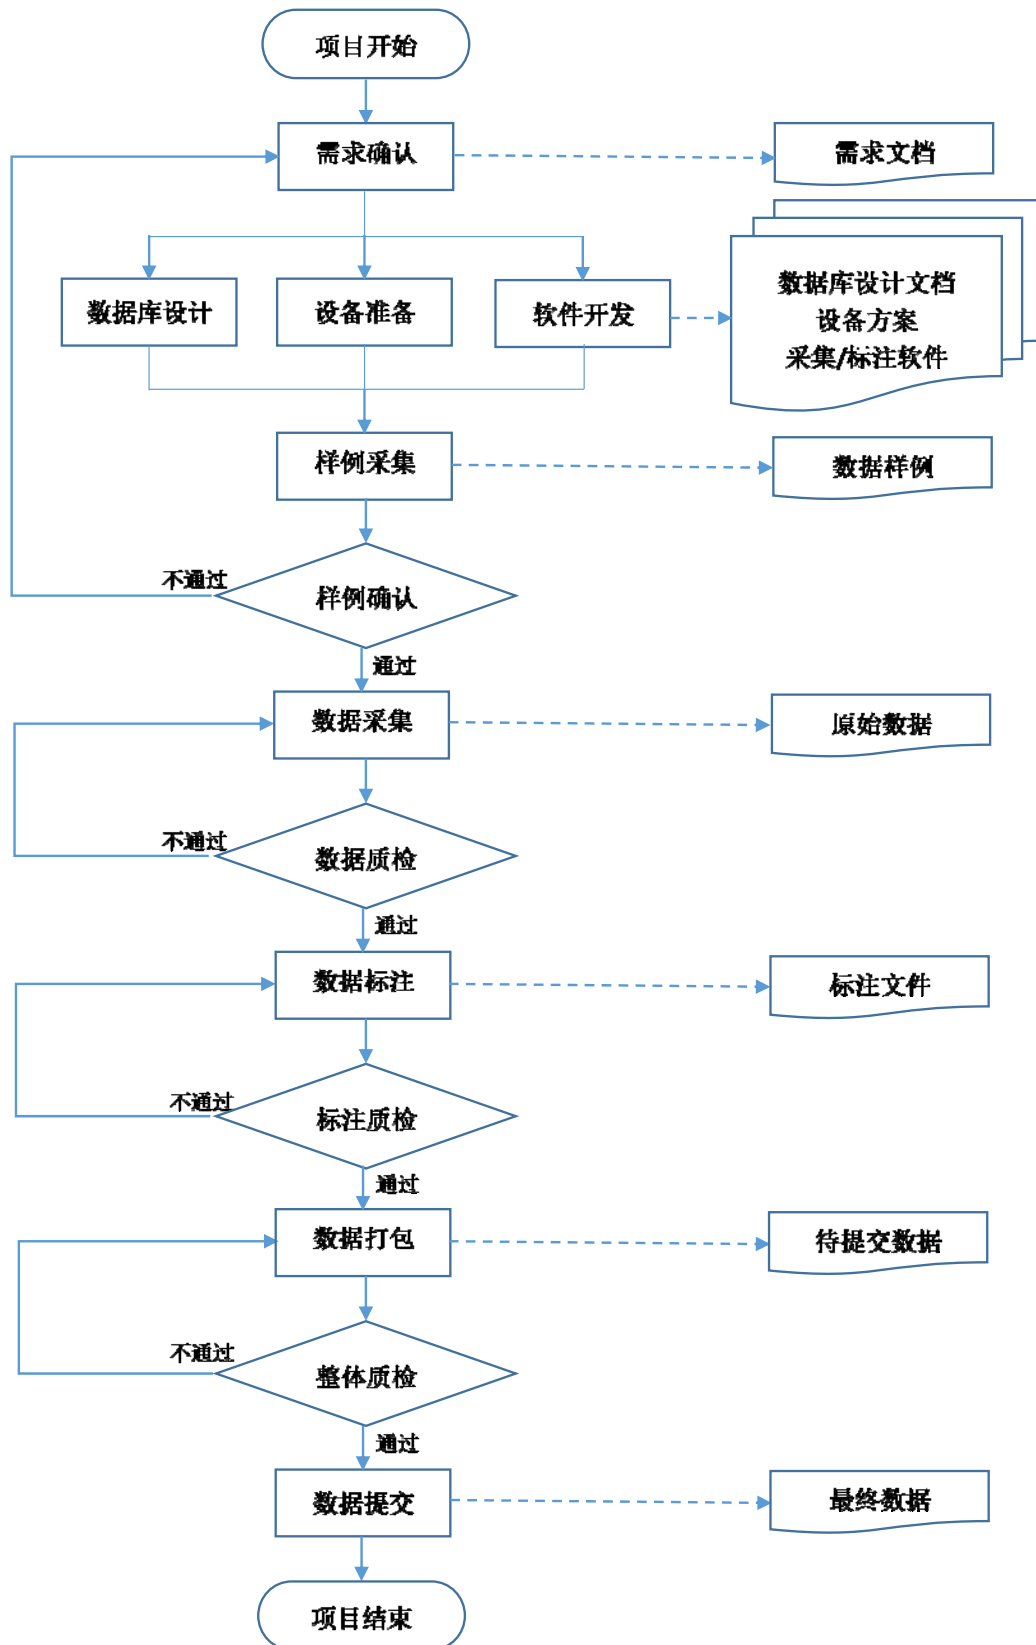 项目开始
需求确认
需求文档
数据库设计
设备准备
软件开发
数据库设计文档
设备方案
采集/标注软件
样例采集
数据样例
不通过
样例确认
通过
数据采集
原始数据
不通过
数据质检
通过
数据标注
标注文件
不通过
标注质检
通过
数据打包
待提交数据
不通过
整体质检
通过
数据提交
最终数据
项目结束